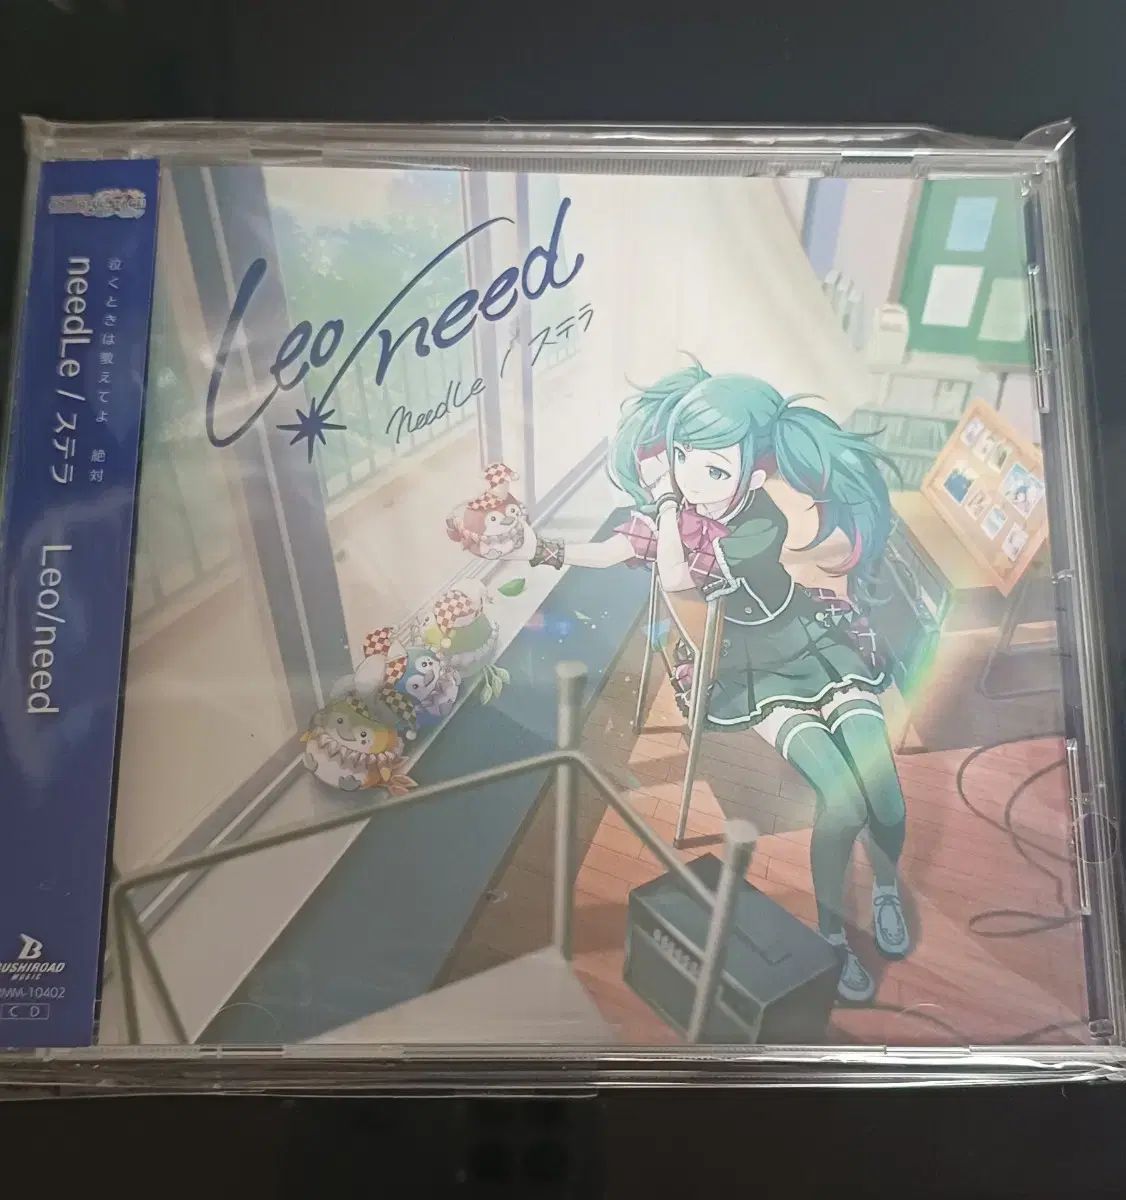 泣くときは教えてよ 絶対
needLe / ステラ Leo/need
BUSHIROAD
MUSIC
CD
Leo/need
needLe / ステラ